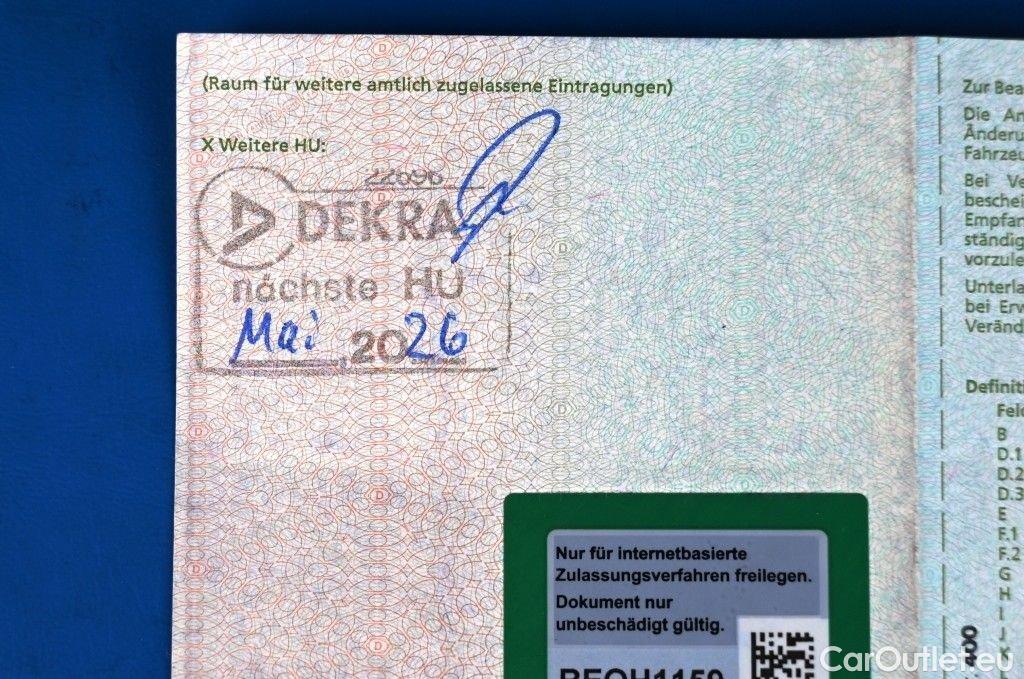 (Raum für weitere amtlich zugelassene Eintragungen)
X Weitere HU:
22696
DEKRA
nächste HU
Mai 2026
Nur für internetbasierte
Zulassungsverfahren freilegen.
Dokument nur
unbeschädigt gültig.
Zur Bea
Die An
Änderu
Fahrzeu
Bei Ve
beschei
Empfan
ständig
vorzule
Unterla
bei Erw
Veränd
Definit
Feld
B
D.1
D.2
D.3
E
F.1
F.2
G
H
I
J
K
400
CarOutlet.eu